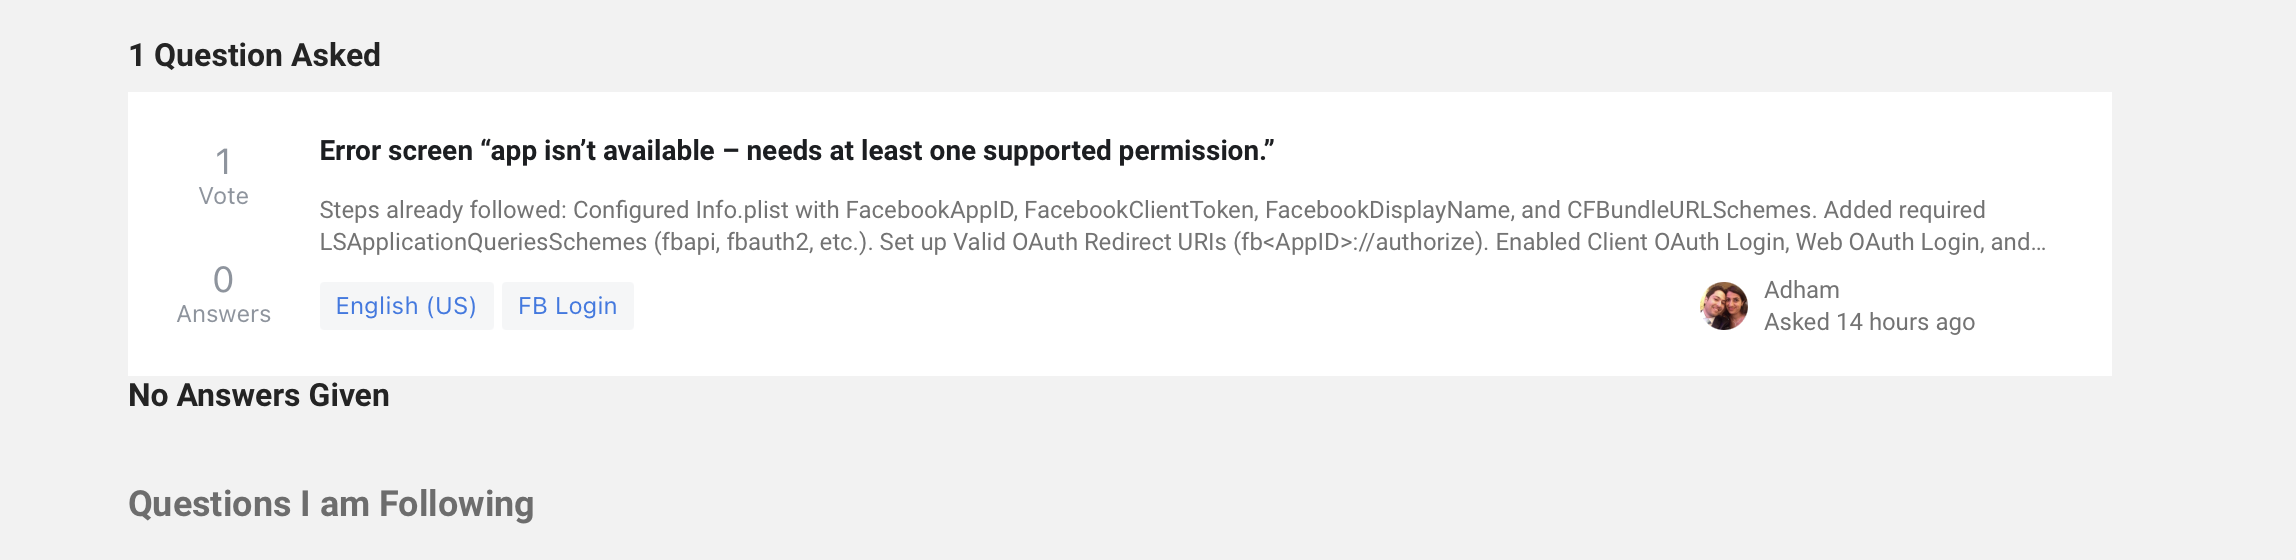 1 Question Asked
1
Vote
0
Answers
Error screen “app isn’t available – needs at least one supported permission.”
Steps already followed: Configured Info.plist with FacebookAppID, FacebookClientToken, FacebookDisplayName, and CFBundleURLSchemes. Added required
LSApplicationQueriesSchemes (fbapi, fbauth2, etc.). Set up Valid OAuth Redirect URIs (fb<AppID>://authorize). Enabled Client OAuth Login, Web OAuth Login, and…
English (US)
FB Login
Adham
Asked 14 hours ago
No Answers Given
Questions I am Following